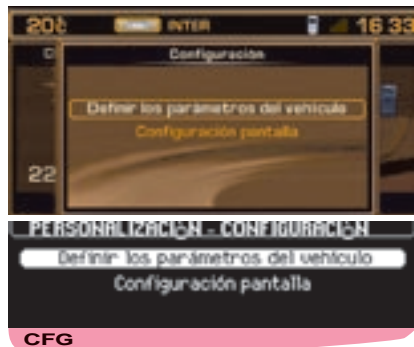 INTER
16 33
Configuración
Definir los parámetros del vehículo
Configuración pantalla
22
PERSONALIZACIÓN - CONFIGURACIÓN
Definir los parámetros del vehículo
Configuración pantalla
CFG